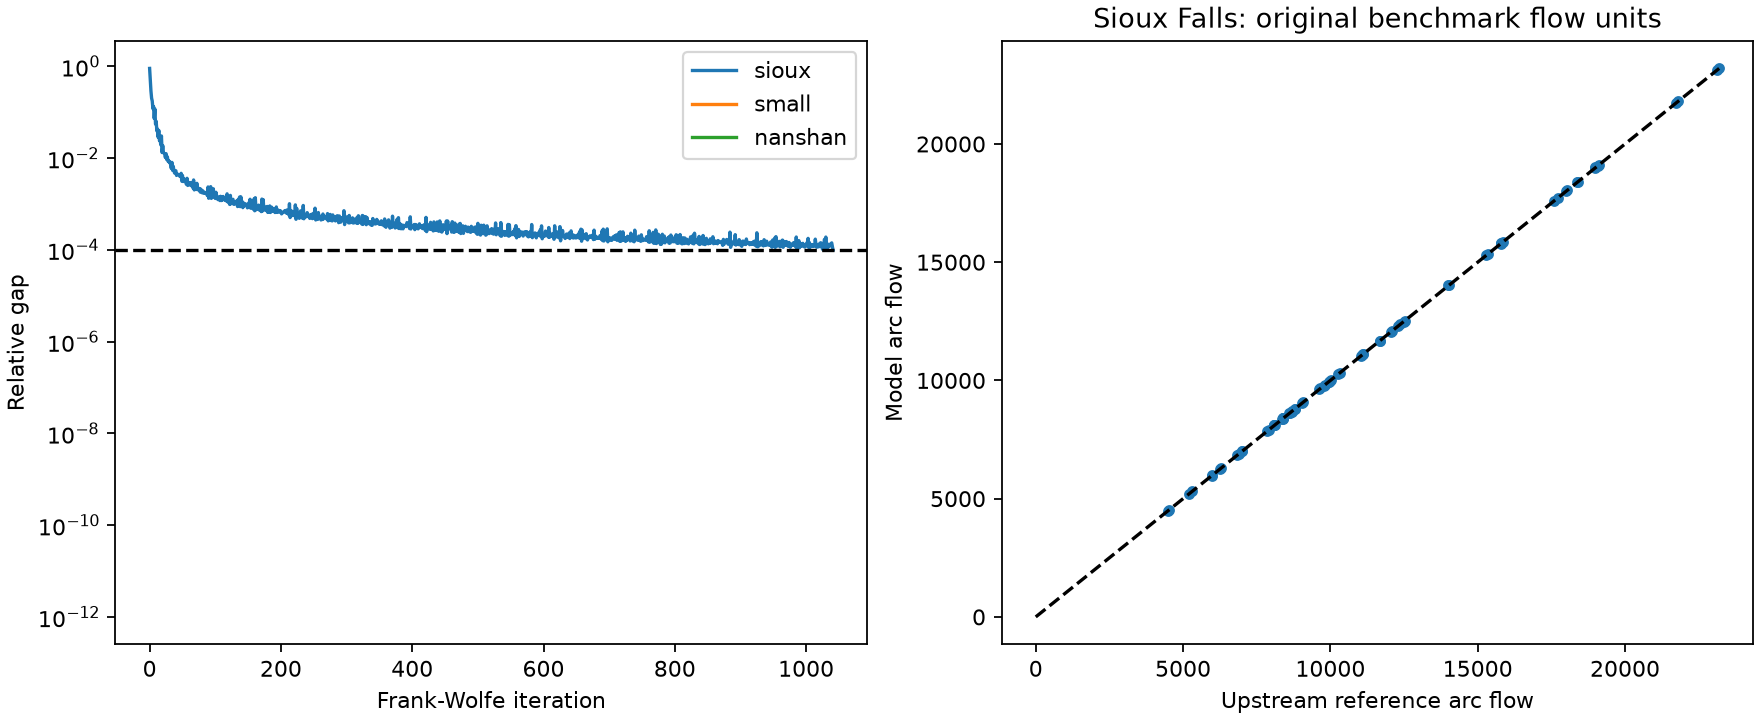 Sioux Falls: original benchmark flow units
10⁰
10⁻²
10⁻⁴
10⁻⁶
10⁻⁸
10⁻¹⁰
10⁻¹²
Relative gap
sioux
small
nanshan
0 200 400 600 800 1000
Frank-Wolfe iteration
20000
15000
10000
5000
0
Model arc flow
0 5000 10000 15000 20000
Upstream reference arc flow